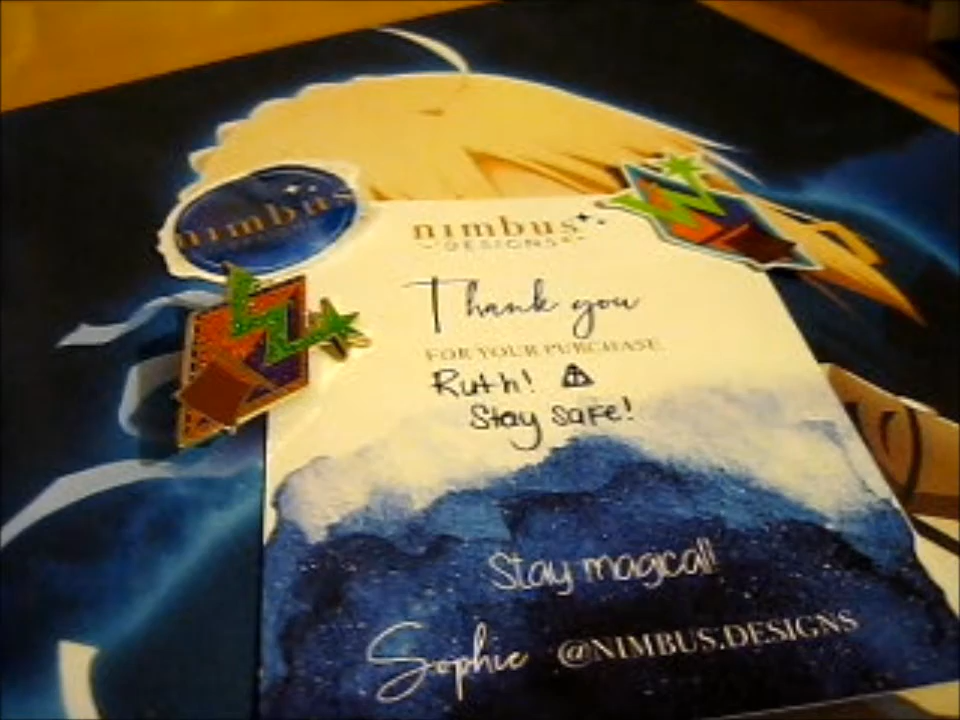 nimbus
nimbus
DESIGNS
Thank you
FOR YOUR PURCHASE
Ruth!
Stay safe!
Stay magical!
Sophie @NIMBUS.DESIGNS